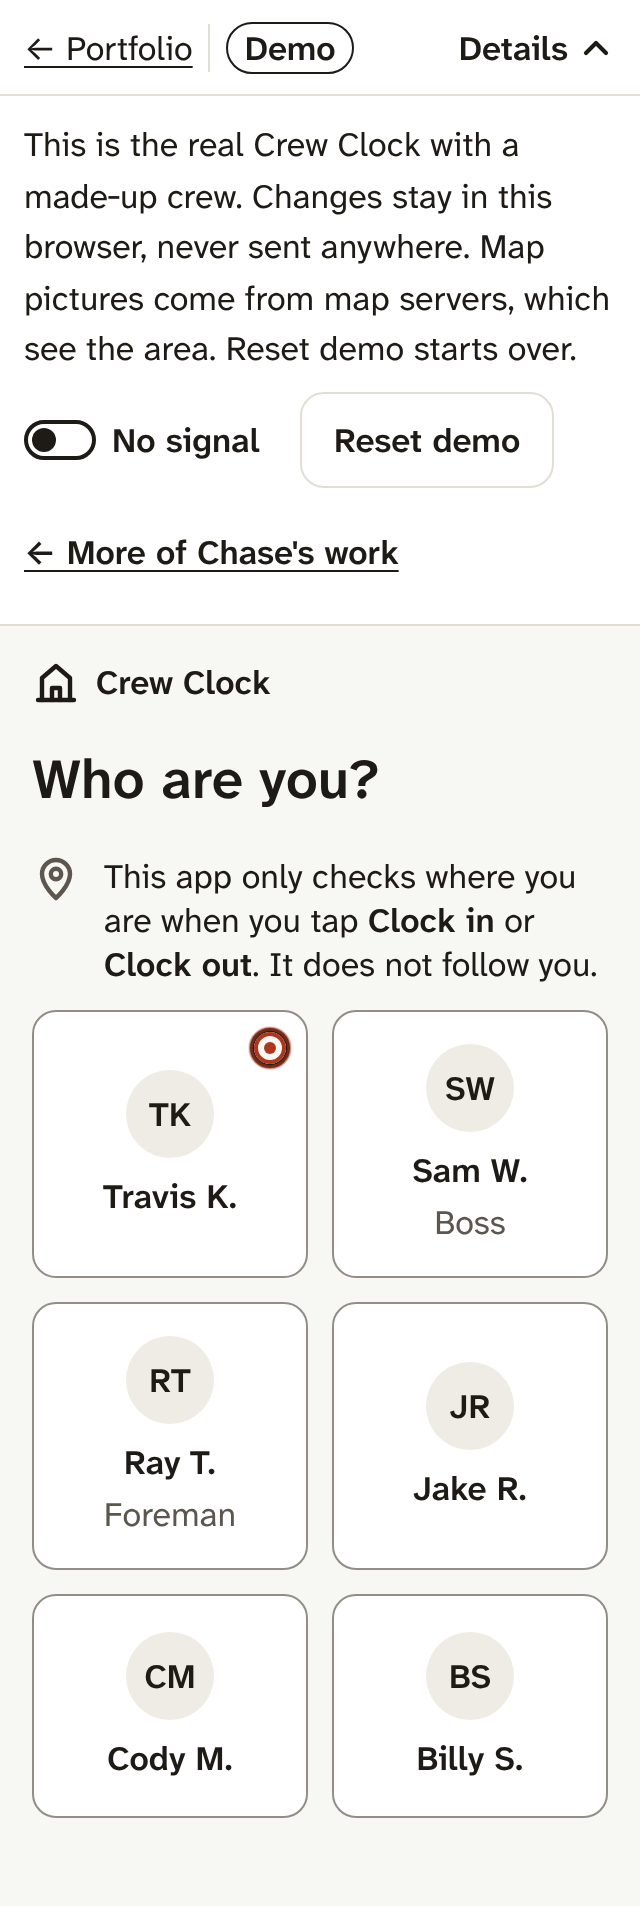 ← Portfolio
Demo
Details
This is the real Crew Clock with a
made-up crew. Changes stay in this
browser, never sent anywhere. Map
pictures come from map servers, which
see the area. Reset demo starts over.
No signal
Reset demo
← More of Chase's work
Crew Clock
Who are you?
This app only checks where you
are when you tap Clock in or
Clock out. It does not follow you.
TK
Travis K.
SW
Sam W.
Boss
RT
Ray T.
Foreman
JR
Jake R.
CM
Cody M.
BS
Billy S.